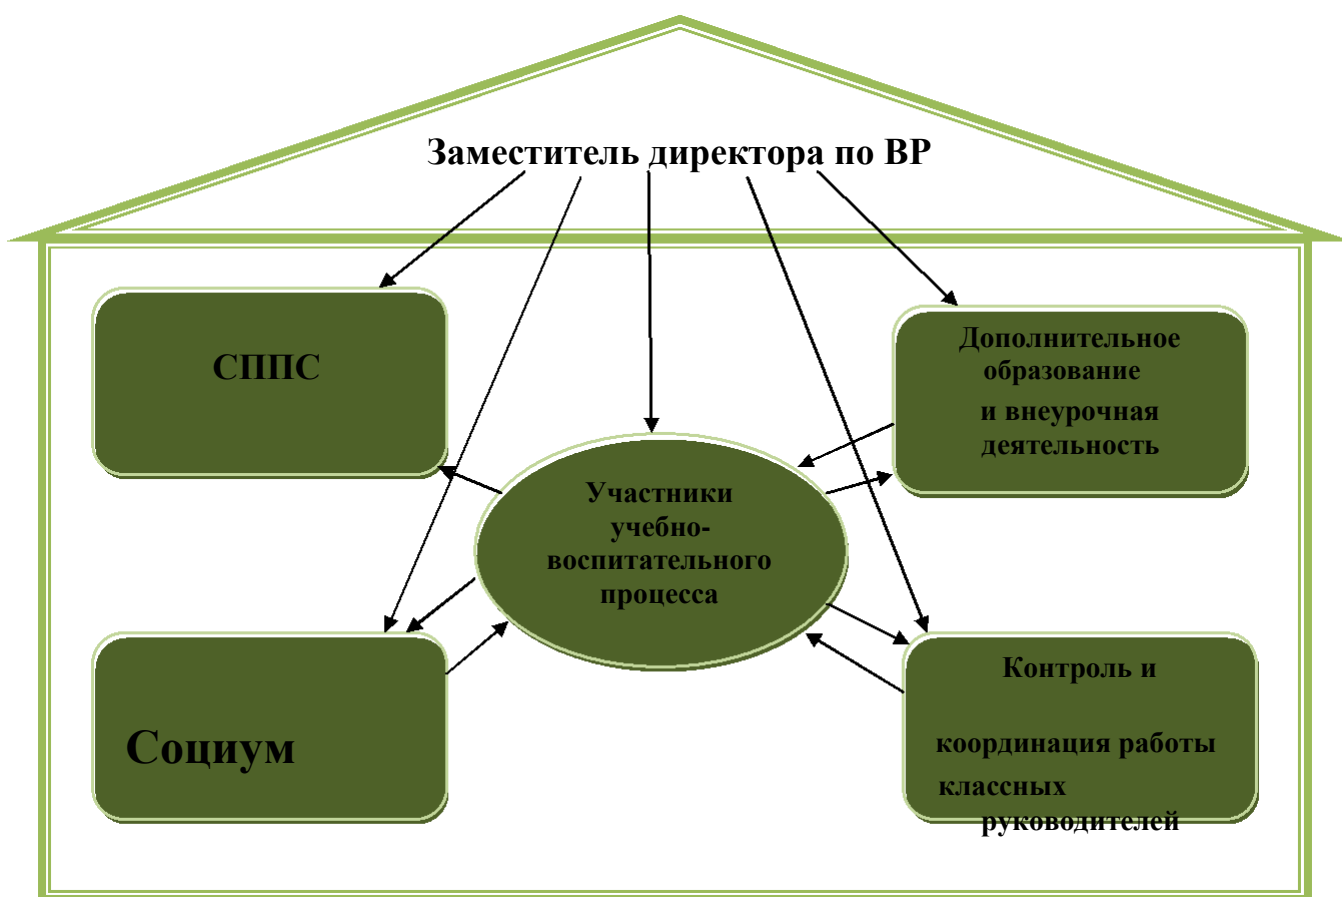 Заместитель директора по ВР
СППС
Дополнительное
образование
и внеурочная
деятельность
Участники
учебно-
воспитательного
процесса
Социум
Контроль и
координация работы
классных
руководителей